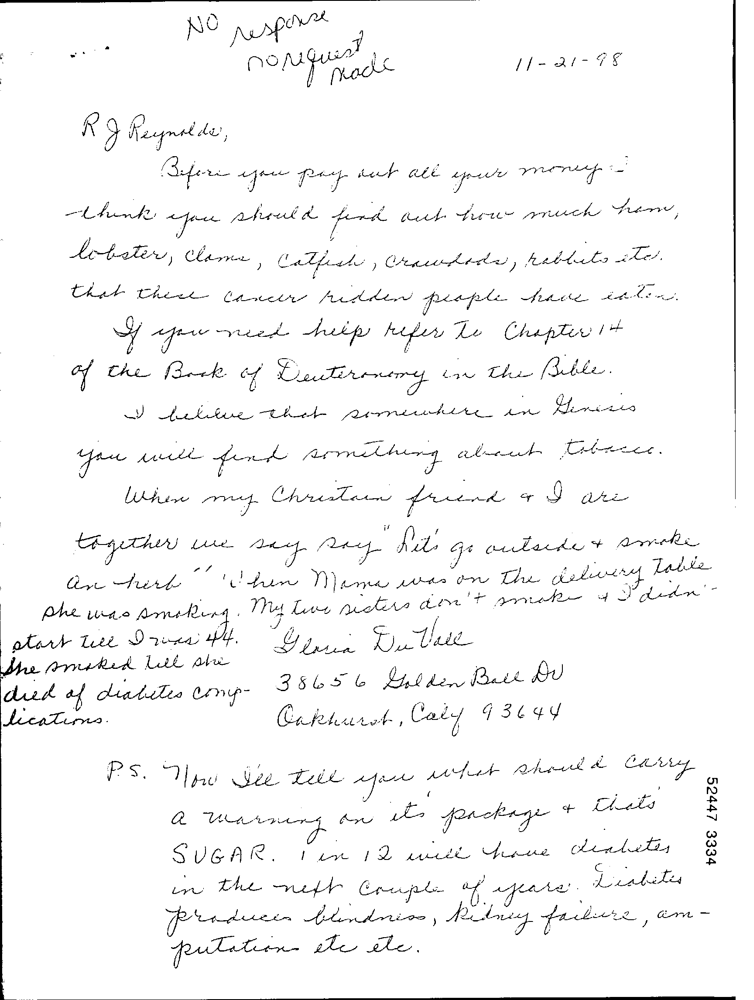 NO response
no request
made
11-21-98
R J Reynolds,
Before you pay out all your money I
think you should find out how much ham,
lobster, clams, catfish, crawdads, rabbits etc.
that these cancer ridden people have eaten.
If you need help refer to Chapter 14
of the Book of Deuteronomy in the Bible.
I believe that somewhere in Genesis
you will find something about tobacco.
When my Christain friend & I are
together we say say "Let's go outside & smoke
an herb" When Mama was on the delivery table
she was smoking. My two sisters don't smoke & I didn't
start till I was 44.
She smoked till she
died of diabetes comp-
lications.
Gloria DuVall
38656 Golden Ball Dr
Oakhurst, Calif 93644
P.S. Now I'll tell you what should carry
a warning on it's package & that's
SUGAR. 1 in 12 will have diabetes
in the next couple of years. Diabetes
produces blindness, kidney failure, am-
putations etc etc.
52447 3334